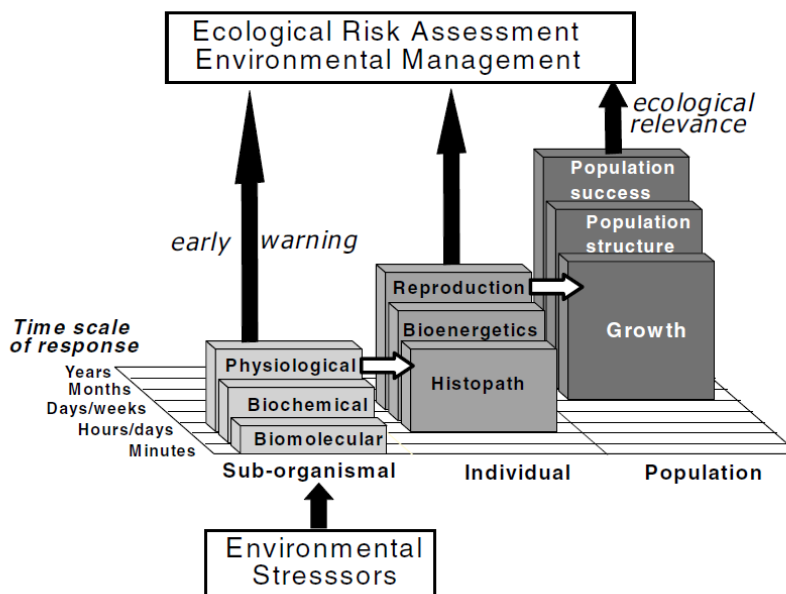 Ecological Risk Assessment
Environmental Management
ecological
relevance
early warning
Population
success
Population
structure
Growth
Reproduction
Bioenergetics
Histopath
Physiological
Biochemical
Biomolecular
Time scale
of response
Years
Months
Days/weeks
Hours/days
Minutes
Sub-organismal
Individual
Population
Environmental
Stresssors